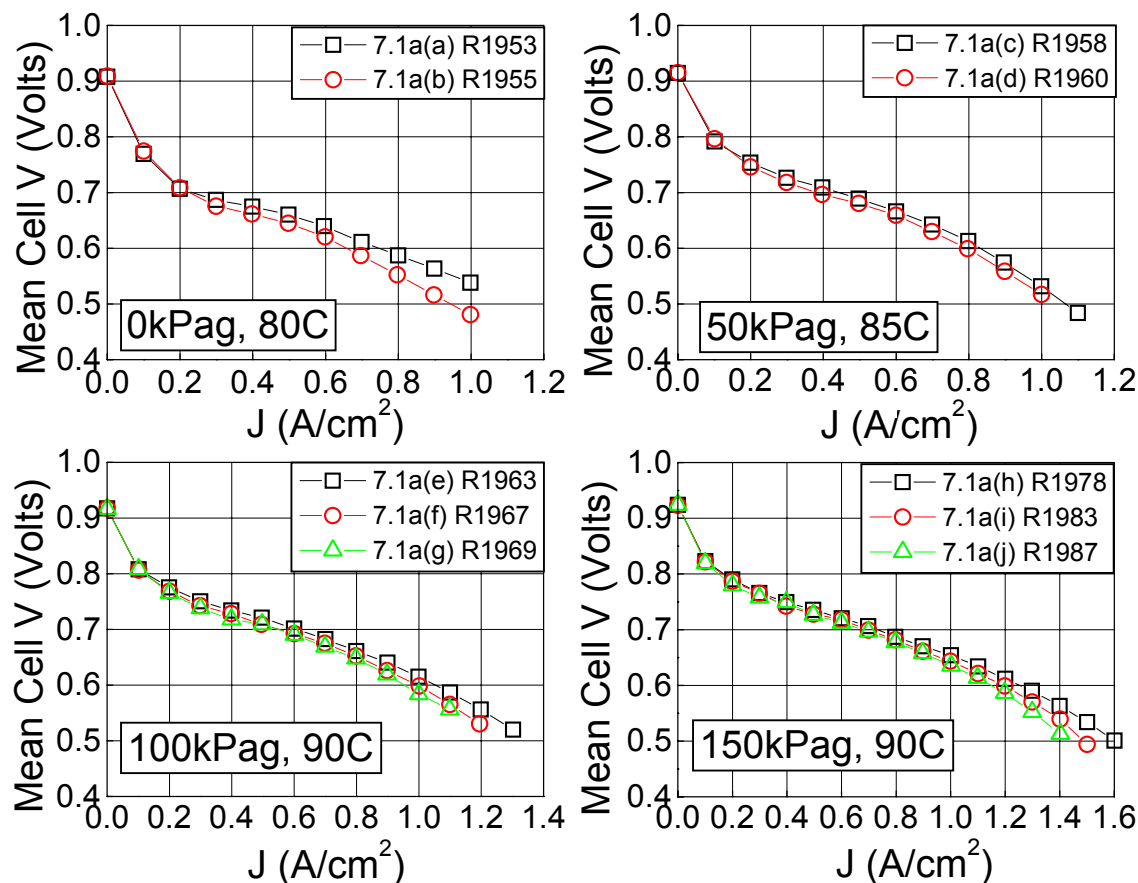 Mean Cell V (Volts)
1.0
0.9
0.8
0.7
0.6
0.5
0.4
7.1a(a) R1953
7.1a(b) R1955
0kPag, 80C
0.0 0.2 0.4 0.6 0.8 1.0 1.2
J (A/cm²)
Mean Cell V (Volts)
1.0
0.9
0.8
0.7
0.6
0.5
0.4
7.1a(c) R1958
7.1a(d) R1960
50kPag, 85C
0.0 0.2 0.4 0.6 0.8 1.0 1.2
J (A/cm²)
Mean Cell V (Volts)
1.0
0.9
0.8
0.7
0.6
0.5
0.4
7.1a(e) R1963
7.1a(f) R1967
7.1a(g) R1969
100kPag, 90C
0.0 0.2 0.4 0.6 0.8 1.0 1.2 1.4
J (A/cm²)
Mean Cell V (Volts)
1.0
0.9
0.8
0.7
0.6
0.5
0.4
7.1a(h) R1978
7.1a(i) R1983
7.1a(j) R1987
150kPag, 90C
0.0 0.2 0.4 0.6 0.8 1.0 1.2 1.4 1.6
J (A/cm²)